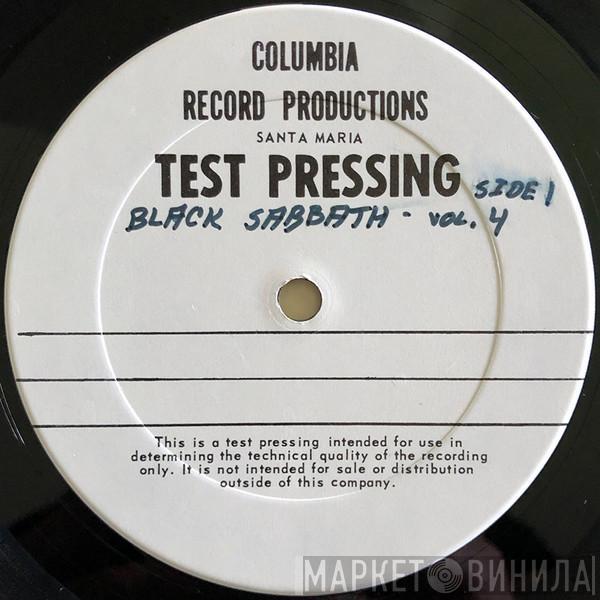 COLUMBIA
RECORD PRODUCTIONS
SANTA MARIA
TEST PRESSING SIDE 1
BLACK SABBATH - VOL. 4
This is a test pressing intended for use in
determining the technical quality of the recording
only. It is not intended for sale or distribution
outside of this company.
МАРКЕТ ВИНИЛА